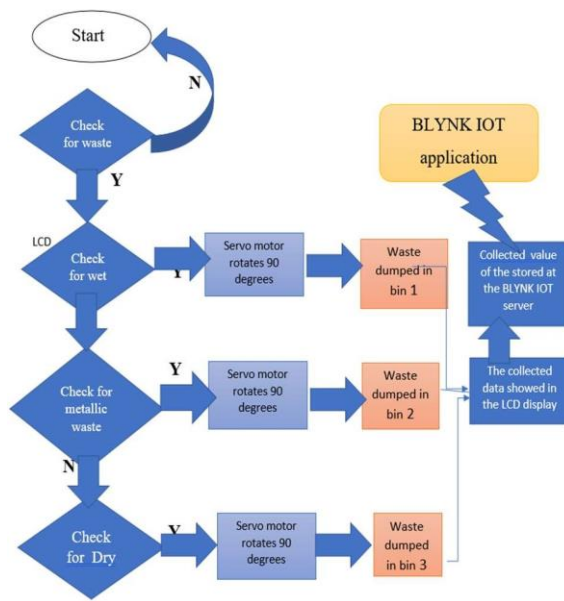 Start
N
Check
for waste
Y
BLYNK IOT
application
LCD
Check
for wet
Y
Servo motor
rotates 90
degrees
Waste
dumped in
bin 1
Collected value
of the stored at
the BLYNK IOT
server
Check for
metallic
waste
Y
Servo motor
rotates 90
degrees
Waste
dumped in
bin 2
The collected
data showed in
the LCD display
N
Check
for Dry
Y
Servo motor
rotates 90
degrees
Waste
dumped in
bin 3